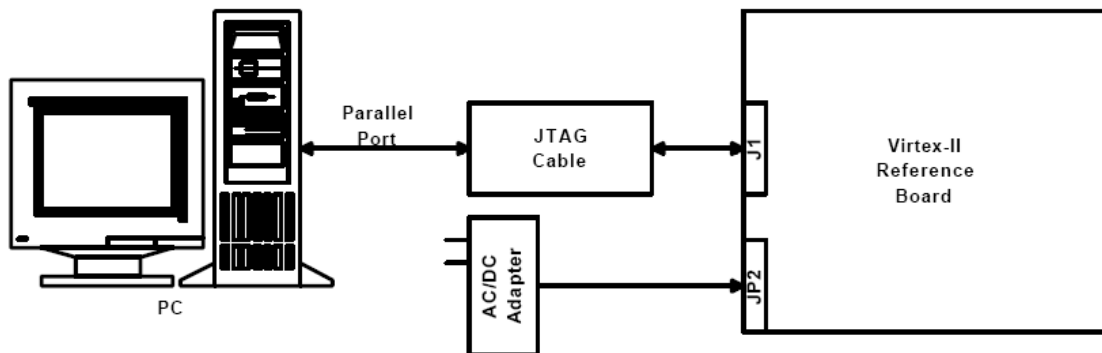 Parallel
Port
JTAG
Cable
J1
Virtex-II
Reference
Board
AC/DC
Adapter
JP2
PC